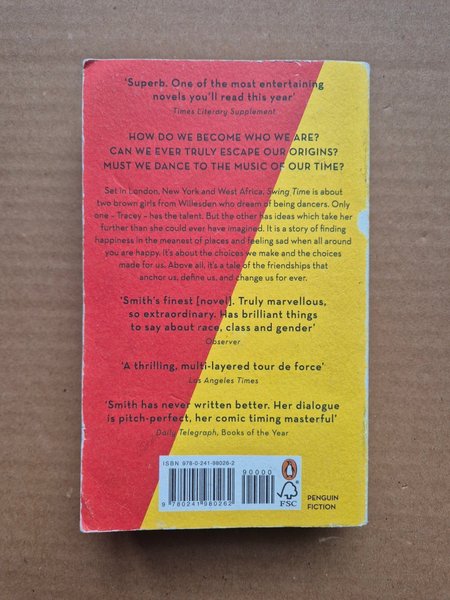 ‘Superb. One of the most entertaining
novels you'll read this year’
Times Literary Supplement
HOW DO WE BECOME WHO WE ARE?
CAN WE EVER TRULY ESCAPE OUR ORIGINS?
MUST WE DANCE TO THE MUSIC OF OUR TIME?
Set in London, New York and West Africa, Swing Time is about
two brown girls from Willesden who dream of being dancers. Only
one – Tracey – has the talent. But the other has ideas which take her
further than she could ever have imagined. It is a story of finding
happiness in the meanest of places and feeling sad when all around
you are happy. It's about the choices we make and the choices
made for us. Above all, it's a tale of the friendships that
anchor us, define us, and change us for ever.
‘Smith's finest [novel]. Truly marvellous,
so extraordinary. Has brilliant things
to say about race, class and gender’
Observer
‘A thrilling, multi-layered tour de force’
Los Angeles Times
‘Smith has never written better. Her dialogue
is pitch-perfect, her comic timing masterful’
Daily Telegraph, Books of the Year
ISBN 978-0-241-98026-2
90000
9 780241 980262
FSC
PENGUIN
FICTION